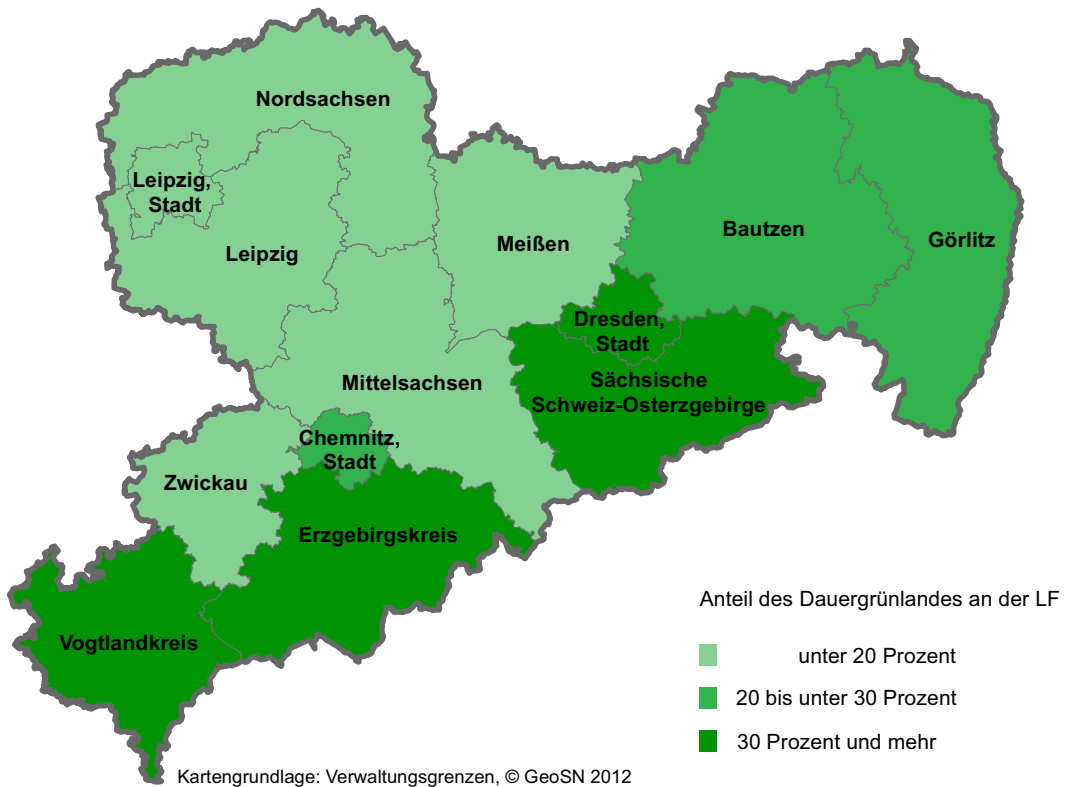 Nordsachsen
Leipzig,
Stadt
Leipzig
Meißen
Bautzen
Görlitz
Dresden,
Stadt
Mittelsachsen
Sächsische
Schweiz-Osterzgebirge
Chemnitz,
Stadt
Zwickau
Erzgebirgskreis
Vogtlandkreis
Anteil des Dauergrünlandes an der LF
unter 20 Prozent
20 bis unter 30 Prozent
30 Prozent und mehr
Kartengrundlage: Verwaltungsgrenzen, © GeoSN 2012